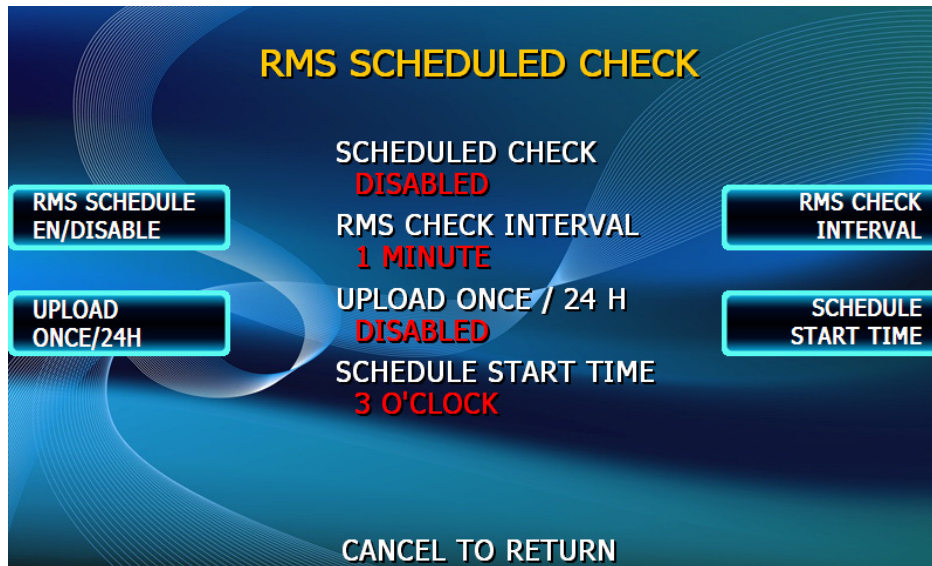 RMS SCHEDULED CHECK
SCHEDULED CHECK
DISABLED
RMS SCHEDULE
EN/DISABLE
RMS CHECK INTERVAL
1 MINUTE
RMS CHECK
INTERVAL
UPLOAD
ONCE/24H
UPLOAD ONCE / 24 H
DISABLED
SCHEDULE
START TIME
SCHEDULE START TIME
3 O'CLOCK
CANCEL TO RETURN